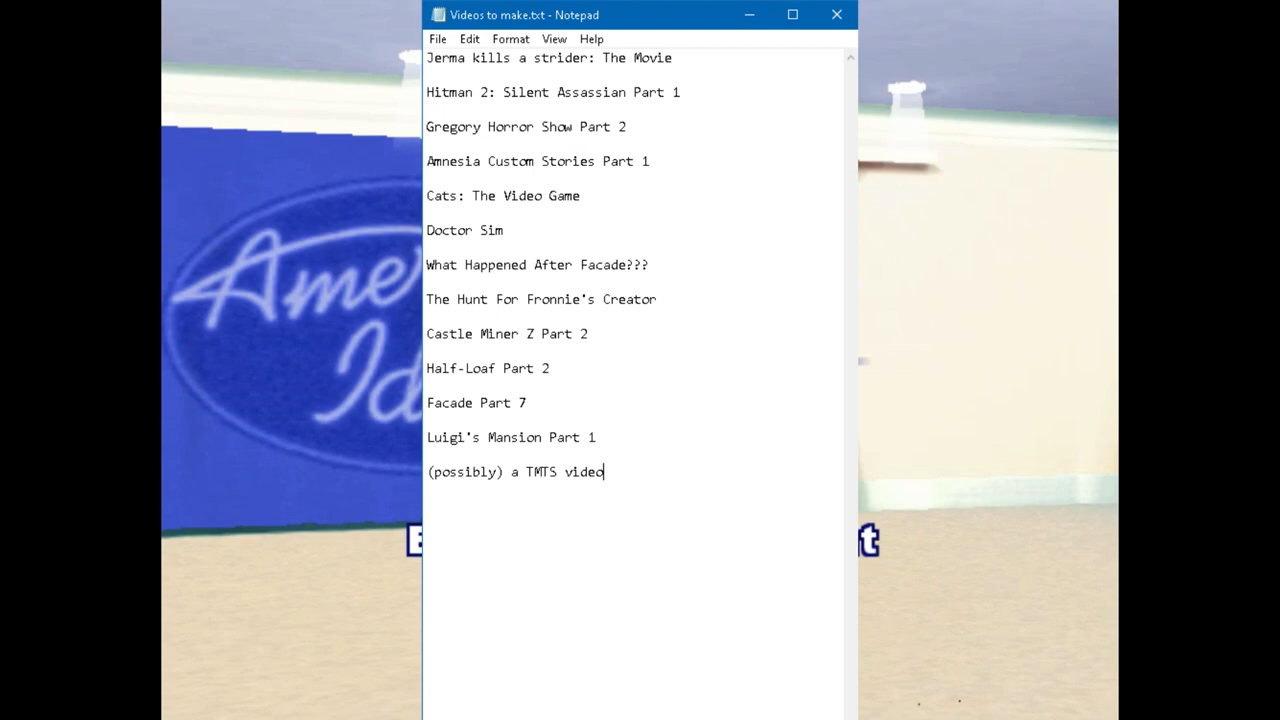 Videos to make.txt - Notepad
File Edit Format View Help
Jerma kills a strider: The Movie
Hitman 2: Silent Assassian Part 1
Gregory Horror Show Part 2
Amnesia Custom Stories Part 1
Cats: The Video Game
Doctor Sim
What Happened After Facade???
The Hunt For Fronnie's Creator
Castle Miner Z Part 2
Half-Loaf Part 2
Facade Part 7
Luigi's Mansion Part 1
(possibly) a TMTS video
Ame
Id
t